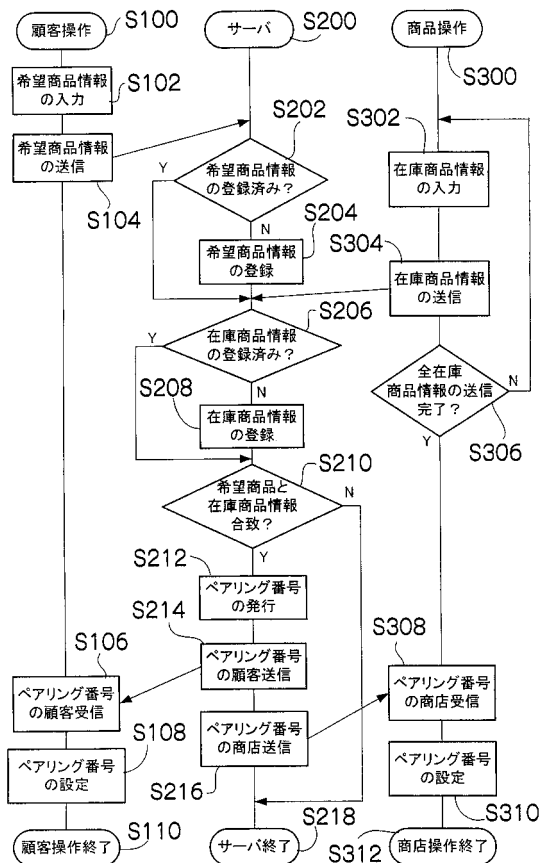 顧客操作
S100
サーバ
S200
商品操作
S300
希望商品情報
の入力
S102
希望商品情報
の送信
S104
S202
希望商品情報
の登録済み?
Y
N
S204
希望商品情報
の登録
S302
在庫商品情報
の入力
S304
在庫商品情報
の送信
S206
在庫商品情報
の登録済み?
Y
N
S208
在庫商品情報
の登録
全在庫
商品情報の送信
完了?
N
Y
S306
S210
希望商品と
在庫商品情報
合致?
N
Y
S212
ペアリング番号
の発行
S214
ペアリング番号
の顧客送信
S106
ペアリング番号
の顧客受信
S308
ペアリング番号
の商店受信
ペアリング番号
の商店送信
S216
S108
ペアリング番号
の設定
ペアリング番号
の設定
S310
顧客操作終了
S110
サーバ終了
S218
S312
商店操作終了